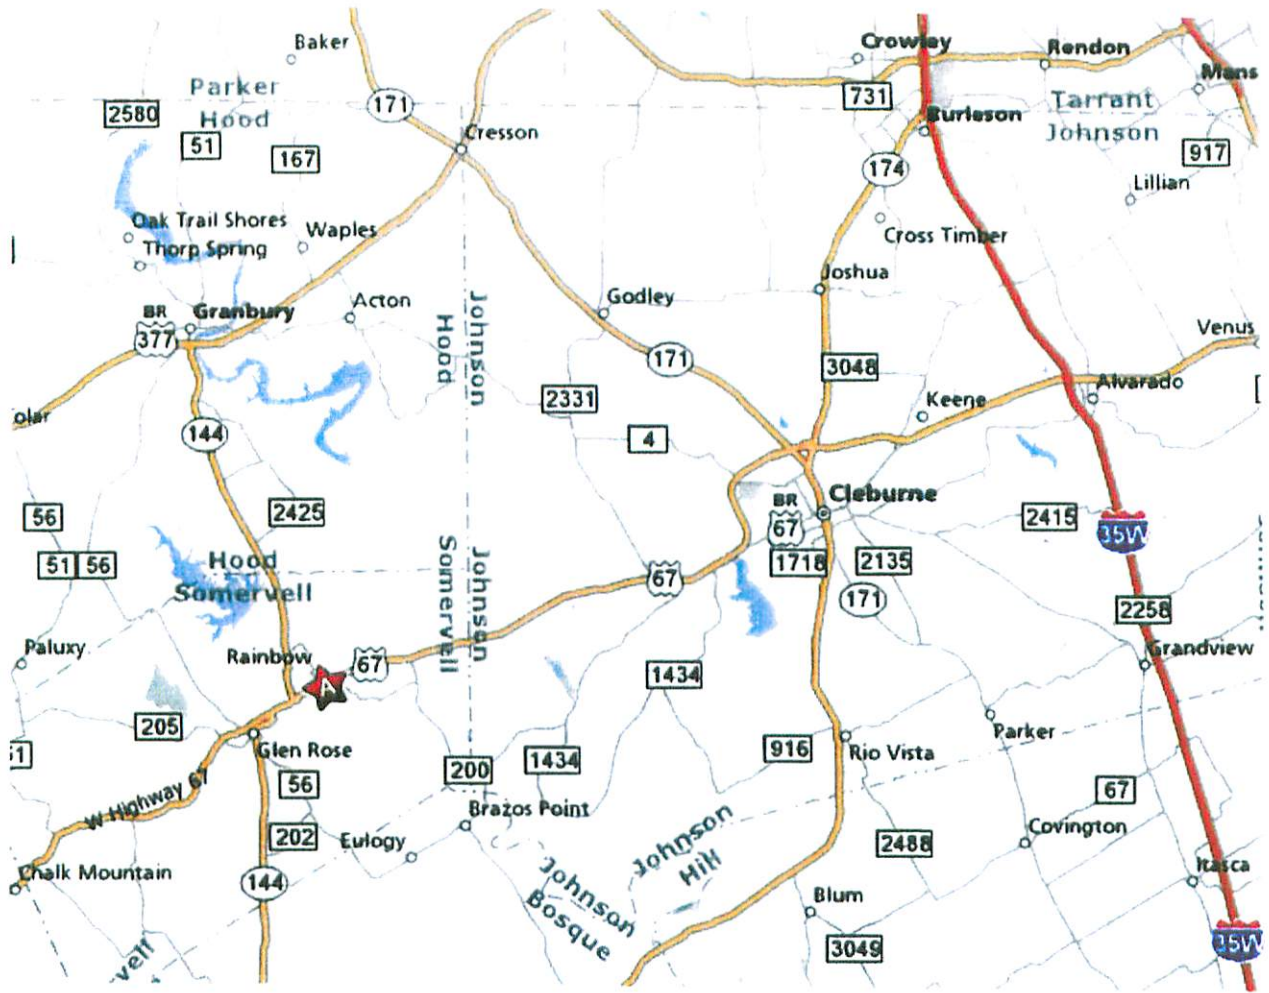 Baker
Crowley
Rendon
Mans
Parker
Hood
2580
171
731
Tarrant
Johnson
Burleson
51
167
Cresson
917
174
Lillian
Oak Trail Shores
Waples
Thorp Spring
Cross Timber
Joshua
Acton
Godley
BR
Granbury
377
Johnson
Hood
Venus
171
3048
Alvarado
olar
2331
Keene
144
4
56
2425
BR
67
Cleburne
2415
35W
51
56
Hood
Somervell
Johnson
Somervell
67
1718
2135
171
2258
Paluxy
Rainbow
A
67
1434
Grandview
205
Glen Rose
Parker
51
200
1434
916
Rio Vista
W Highway 67
56
67
202
Eulogy
Brazos Point
Johnson
Hill
2488
Covington
Chalk Mountain
144
Johnson
Bosque
Blum
Itasca
3049
35W
vell